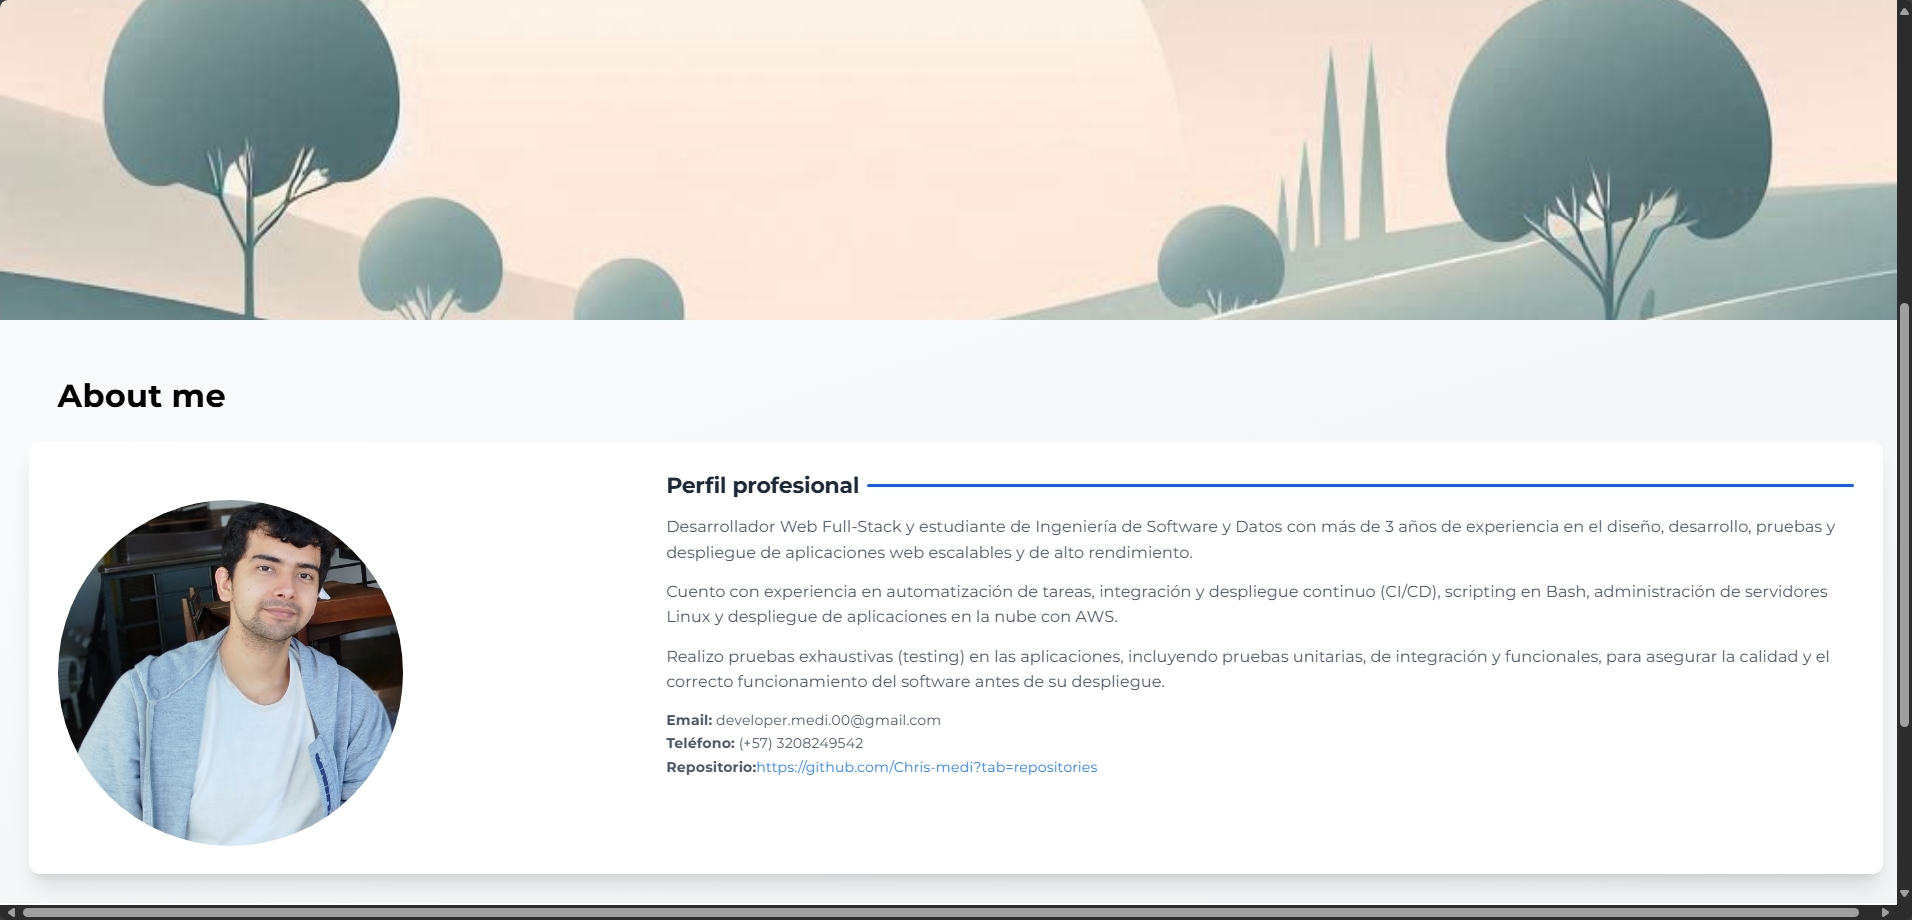 About me
Perfil profesional
Desarrollador Web Full-Stack y estudiante de Ingeniería de Software y Datos con más de 3 años de experiencia en el diseño, desarrollo, pruebas y
despliegue de aplicaciones web escalables y de alto rendimiento.
Cuento con experiencia en automatización de tareas, integración y despliegue continuo (CI/CD), scripting en Bash, administración de servidores
Linux y despliegue de aplicaciones en la nube con AWS.
Realizo pruebas exhaustivas (testing) en las aplicaciones, incluyendo pruebas unitarias, de integración y funcionales, para asegurar la calidad y el
correcto funcionamiento del software antes de su despliegue.
Email: developer.medi.00@gmail.com
Teléfono: (+57) 3208249542
Repositorio:https://github.com/Chris-medi?tab=repositories